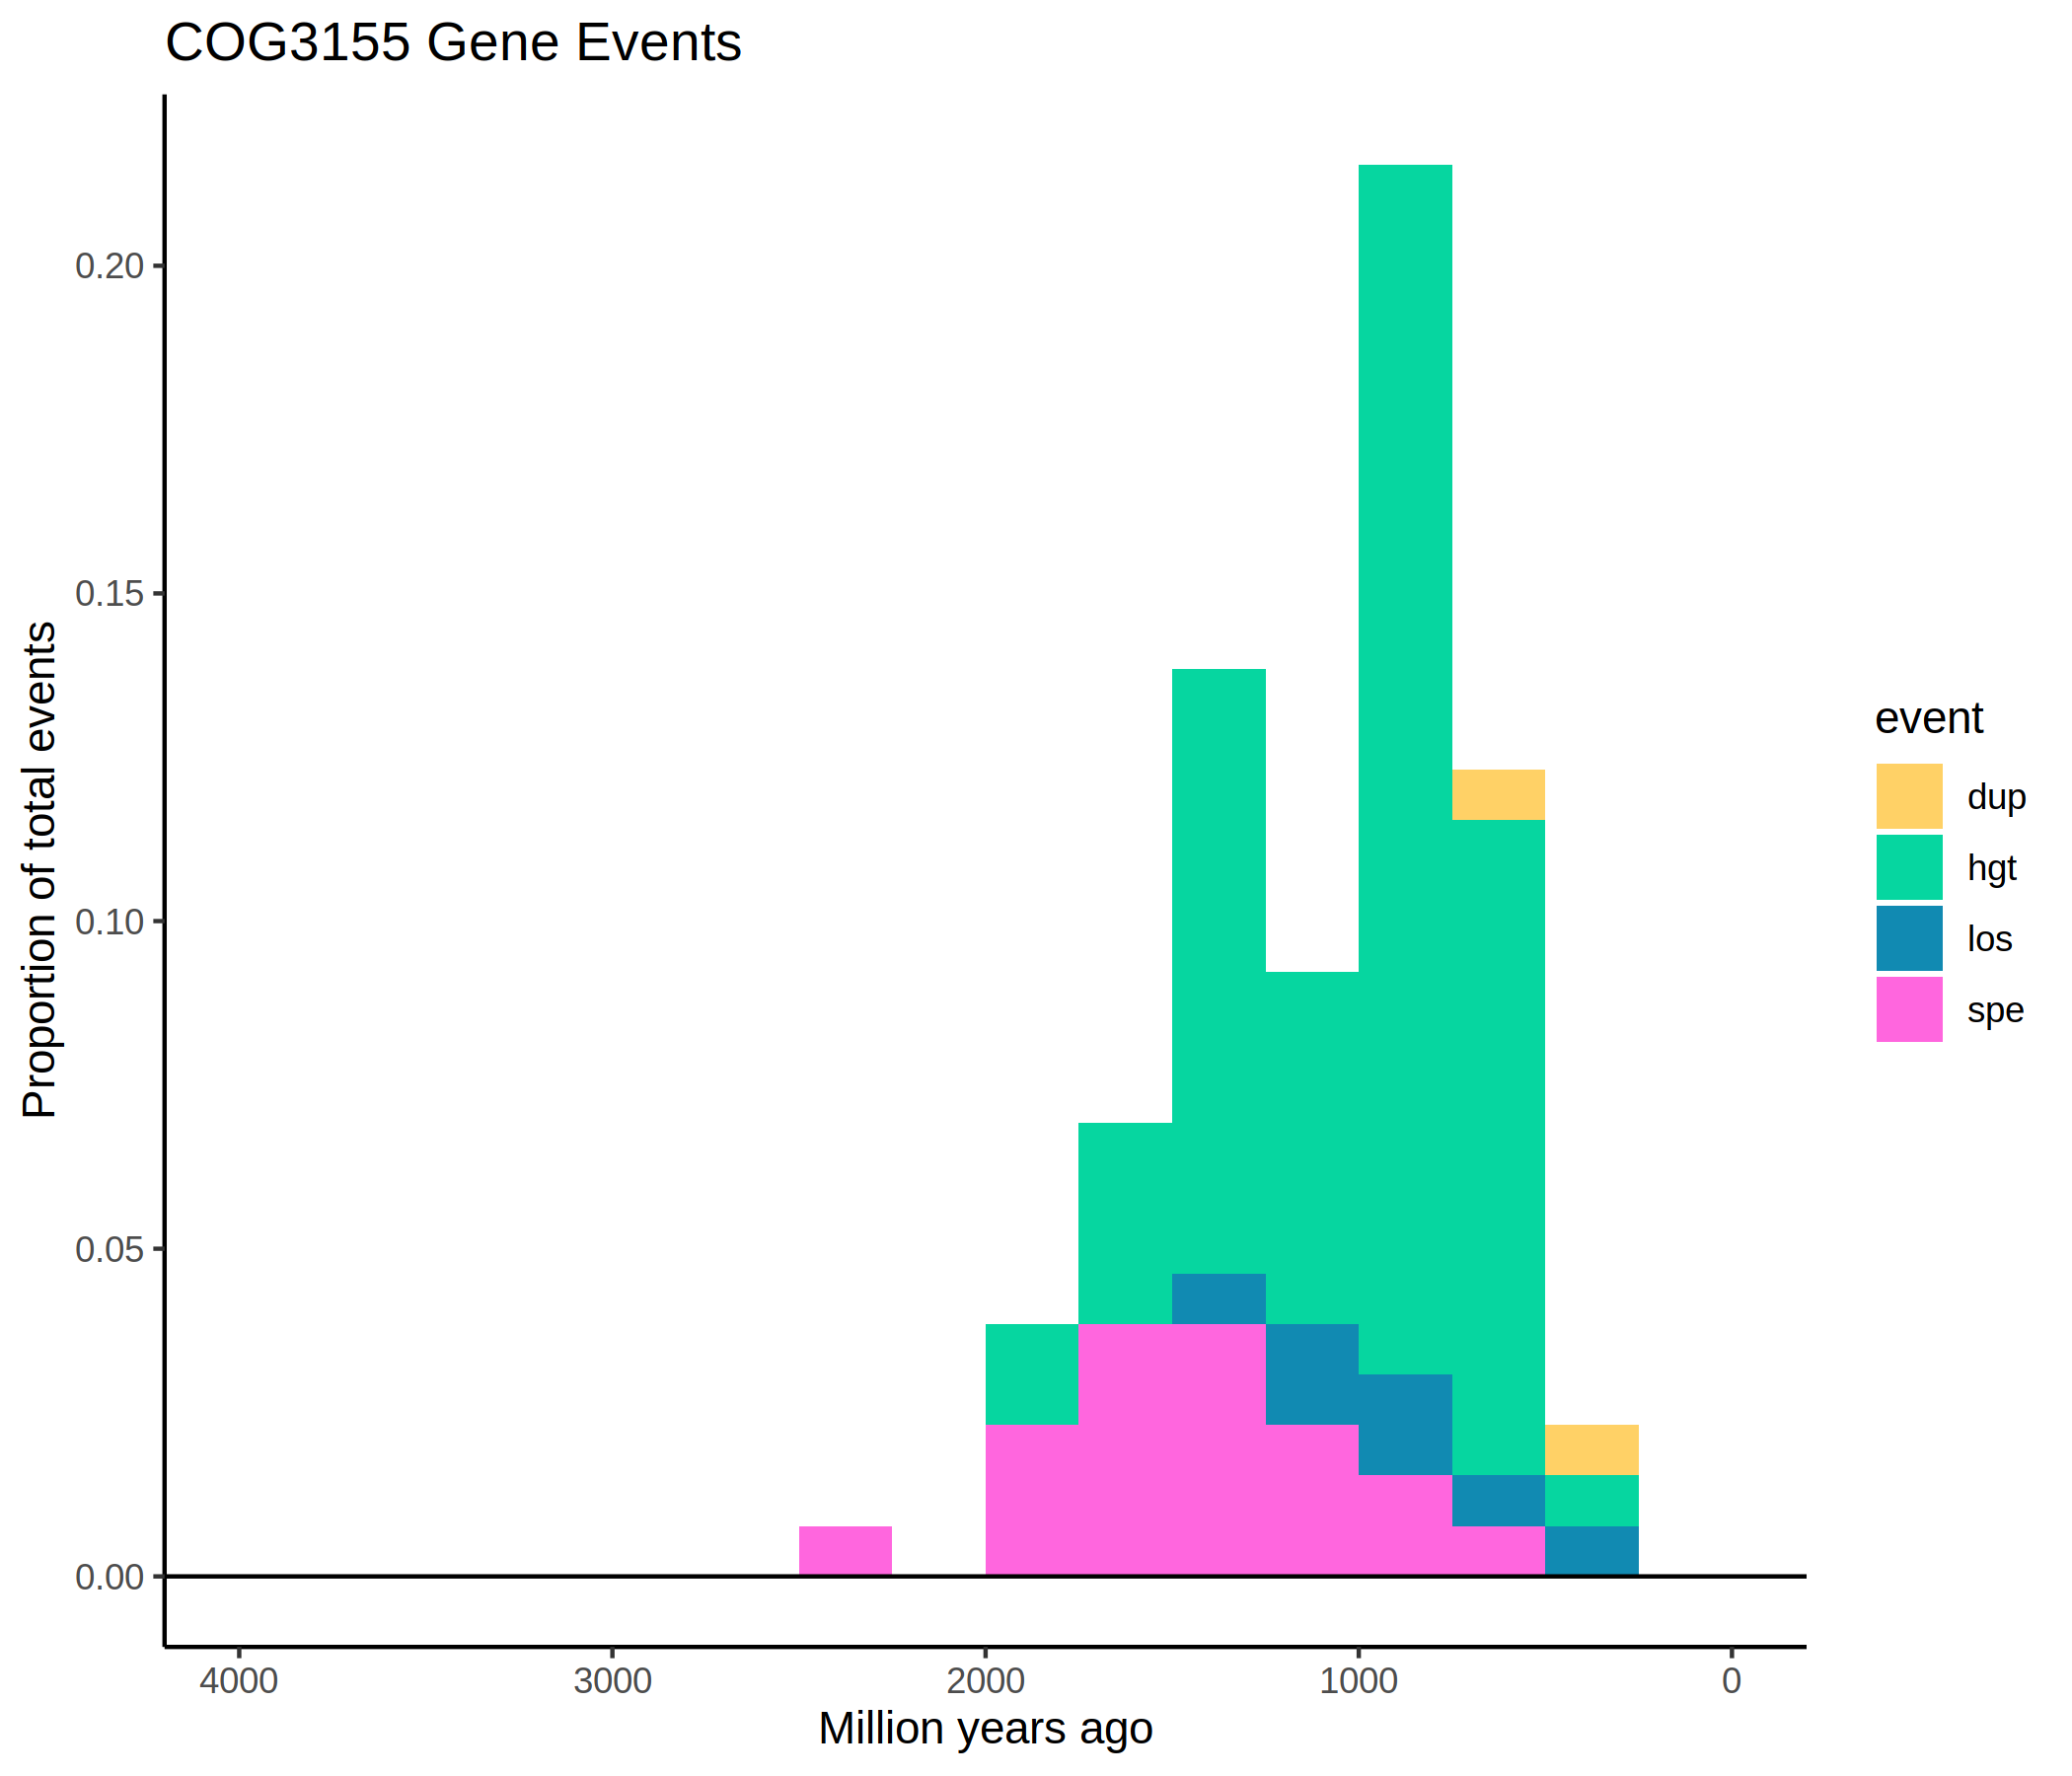 COG3155 Gene Events
Proportion of total events
0.20
0.15
0.10
0.05
0.00
4000 3000 2000 1000 0
Million years ago
event
dup
hgt
los
spe